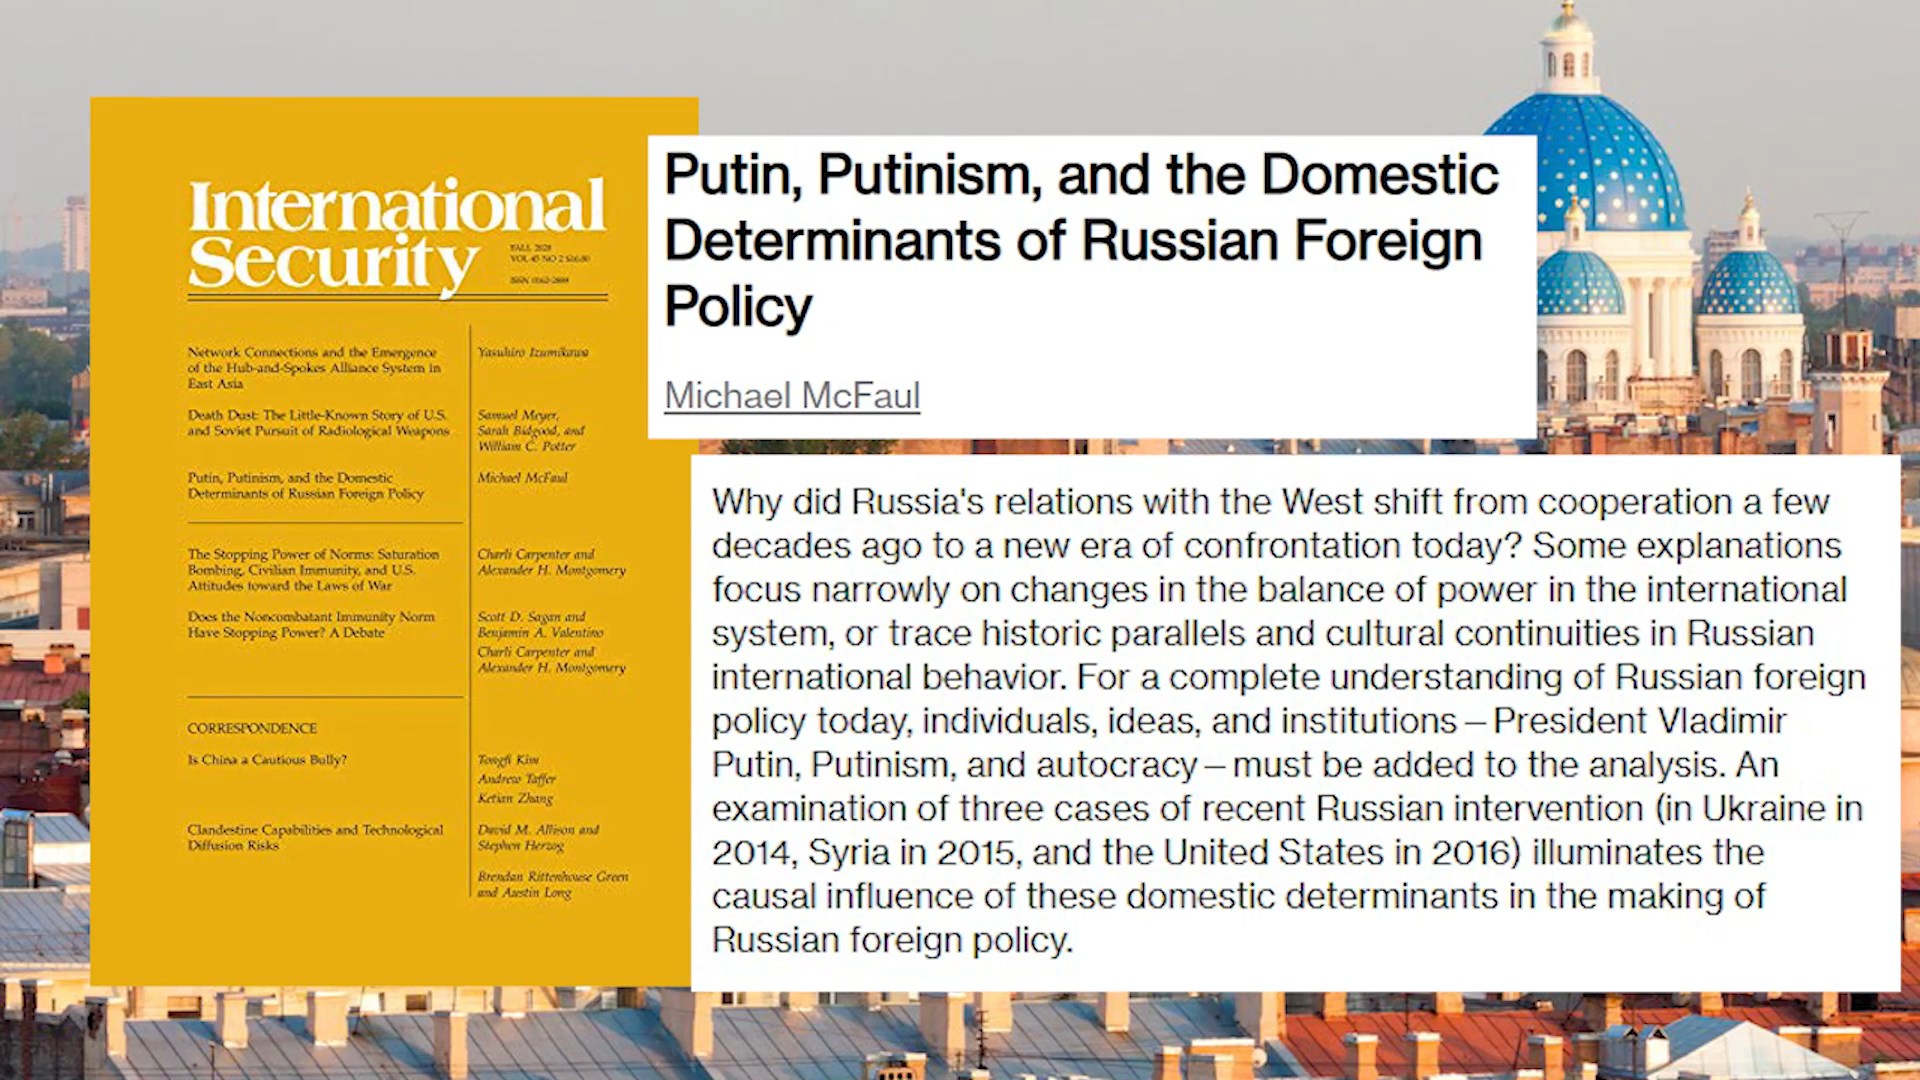 International
Security
FALL 2020
VOL 45 NO 2 $16.00
ISSN 0162-2889
Network Connections and the Emergence
of the Hub-and-Spokes Alliance System in
East Asia
Yasuhiro Izumikawa
Death Dust: The Little-Known Story of U.S.
and Soviet Pursuit of Radiological Weapons
Samuel Meyer,
Sarah Bidgood, and
William C. Potter
Putin, Putinism, and the Domestic
Determinants of Russian Foreign Policy
Michael McFaul
The Stopping Power of Norms: Saturation
Bombing, Civilian Immunity, and U.S.
Attitudes toward the Laws of War
Charli Carpenter and
Alexander H. Montgomery
Does the Noncombatant Immunity Norm
Have Stopping Power? A Debate
Scott D. Sagan and
Benjamin A. Valentino
Charli Carpenter and
Alexander H. Montgomery
CORRESPONDENCE
Is China a Cautious Bully?
Tongfi Kim
Andrew Taffer
Ketian Zhang
Clandestine Capabilities and Technological
Diffusion Risks
David M. Allison and
Stephen Herzog
Brendan Rittenhouse Green
and Austin Long
Putin, Putinism, and the Domestic
Determinants of Russian Foreign
Policy
Michael McFaul
Why did Russia's relations with the West shift from cooperation a few
decades ago to a new era of confrontation today? Some explanations
focus narrowly on changes in the balance of power in the international
system, or trace historic parallels and cultural continuities in Russian
international behavior. For a complete understanding of Russian foreign
policy today, individuals, ideas, and institutions—President Vladimir
Putin, Putinism, and autocracy—must be added to the analysis. An
examination of three cases of recent Russian intervention (in Ukraine in
2014, Syria in 2015, and the United States in 2016) illuminates the
causal influence of these domestic determinants in the making of
Russian foreign policy.